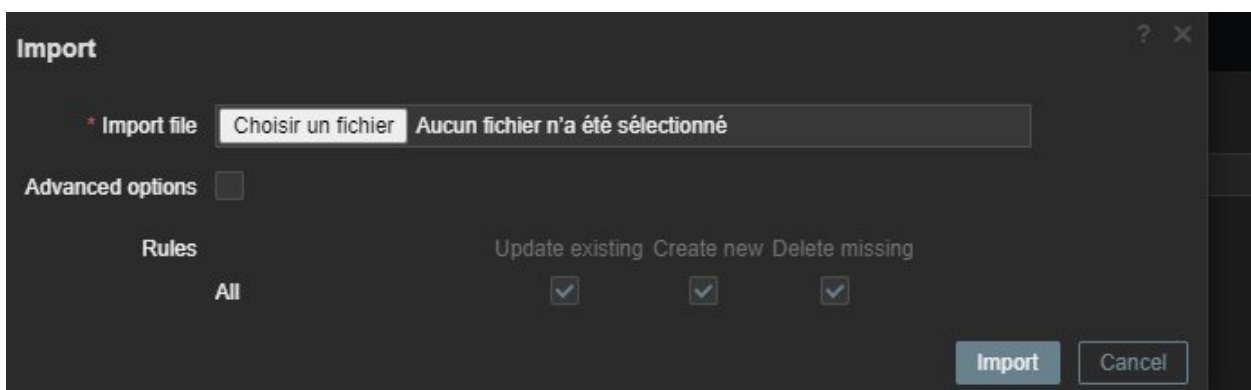 Import
? ×
* Import file Choisir un fichier Aucun fichier n'a été sélectionné
Advanced options
Rules Update existing Create new Delete missing
All
Import Cancel